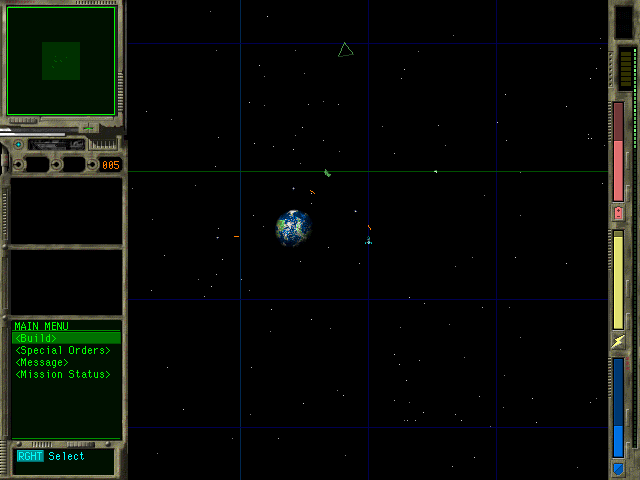 005
MAIN MENU
<Build>
<Special Orders>
<Message>
<Mission Status>
RGHT Select